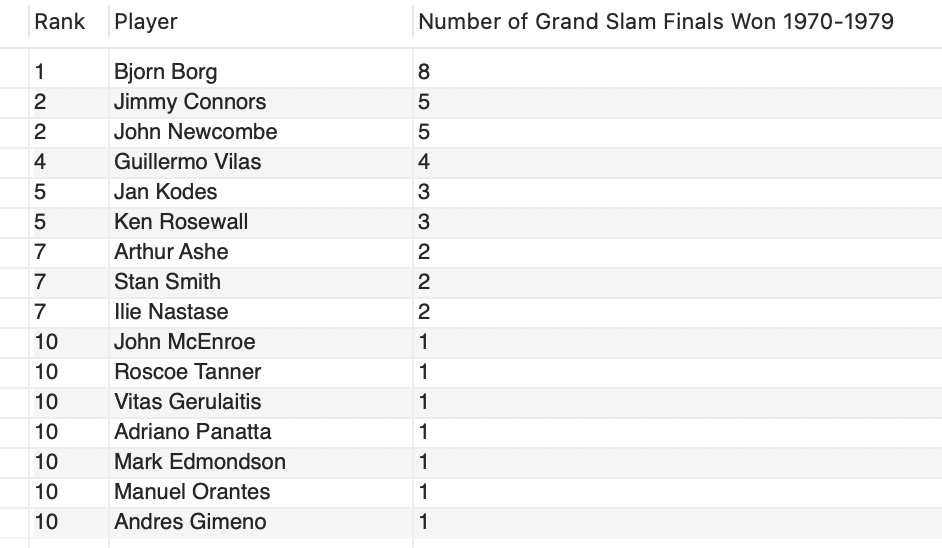 Rank Player Number of Grand Slam Finals Won 1970-1979
1 Bjorn Borg 8
2 Jimmy Connors 5
2 John Newcombe 5
4 Guillermo Vilas 4
5 Jan Kodes 3
5 Ken Rosewall 3
7 Arthur Ashe 2
7 Stan Smith 2
7 Ilie Nastase 2
10 John McEnroe 1
10 Roscoe Tanner 1
10 Vitas Gerulaitis 1
10 Adriano Panatta 1
10 Mark Edmondson 1
10 Manuel Orantes 1
10 Andres Gimeno 1